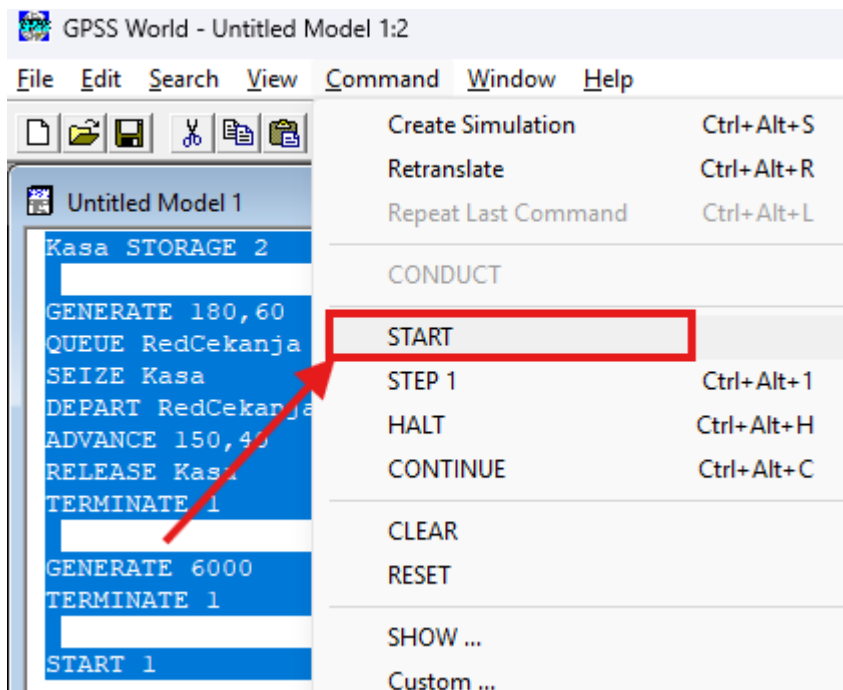 GPSS World - Untitled Model 1:2
File Edit Search View Command Window Help
Untitled Model 1
Kasa STORAGE 2
GENERATE 180,60
QUEUE RedCekanja
SEIZE Kasa
DEPART RedCekanja
ADVANCE 150,40
RELEASE Kasa
TERMINATE 1
GENERATE 6000
TERMINATE 1
START 1
Create Simulation Ctrl+Alt+S
Retranslate Ctrl+Alt+R
Repeat Last Command Ctrl+Alt+L
CONDUCT
START
STEP 1 Ctrl+Alt+1
HALT Ctrl+Alt+H
CONTINUE Ctrl+Alt+C
CLEAR
RESET
SHOW ...
Custom ...